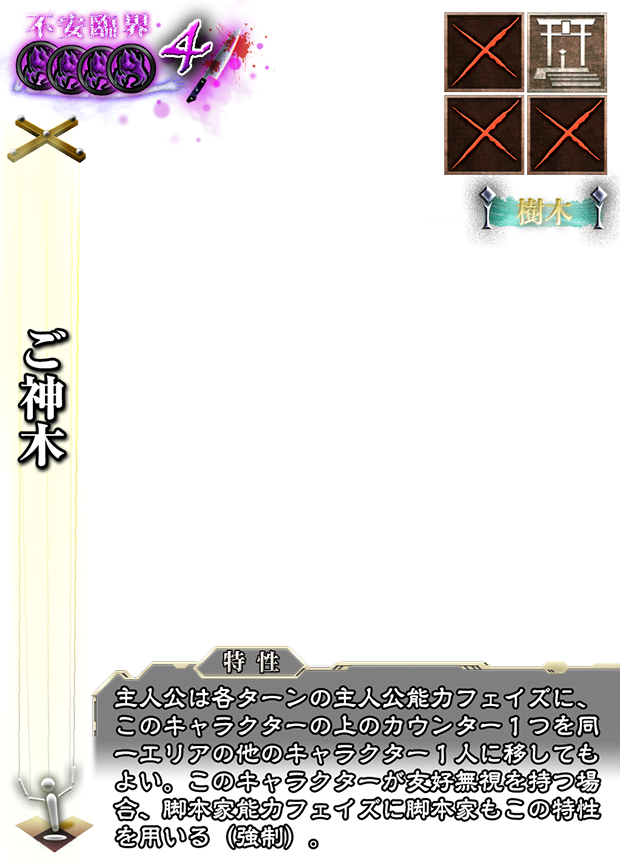 不安臨界
4
樹木
ご神木
特性
主人公は各ターンの主人公能力フェイズに、
このキャラクターの上のカウンター1つを同
一エリアの他のキャラクター1人に移しても
よい。このキャラクターが友好無視を持つ場
合、脚本家能力フェイズに脚本家もこの特性
を用いる（強制）。